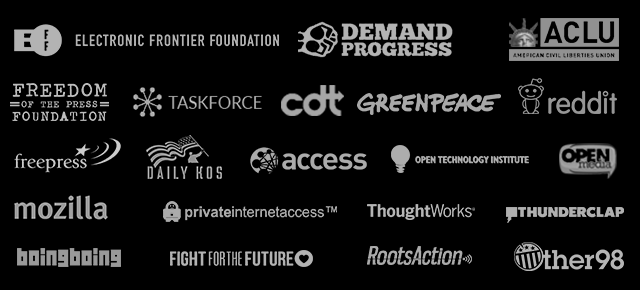 EFF ELECTRONIC FRONTIER FOUNDATION
DEMAND
PROGRESS
ACLU
AMERICAN CIVIL LIBERTIES UNION
FREEDOM
OF THE PRESS
FOUNDATION
TASKFORCE
cdt
GREENPEACE
reddit
freepress
DAILY KOS
access
OPEN TECHNOLOGY INSTITUTE
OPEN
MEDIA
mozilla
privateinternetaccess™
ThoughtWorks®
THUNDERCLAP
boingboing
FIGHT FOR THE FUTURE
RootsAction
Other98